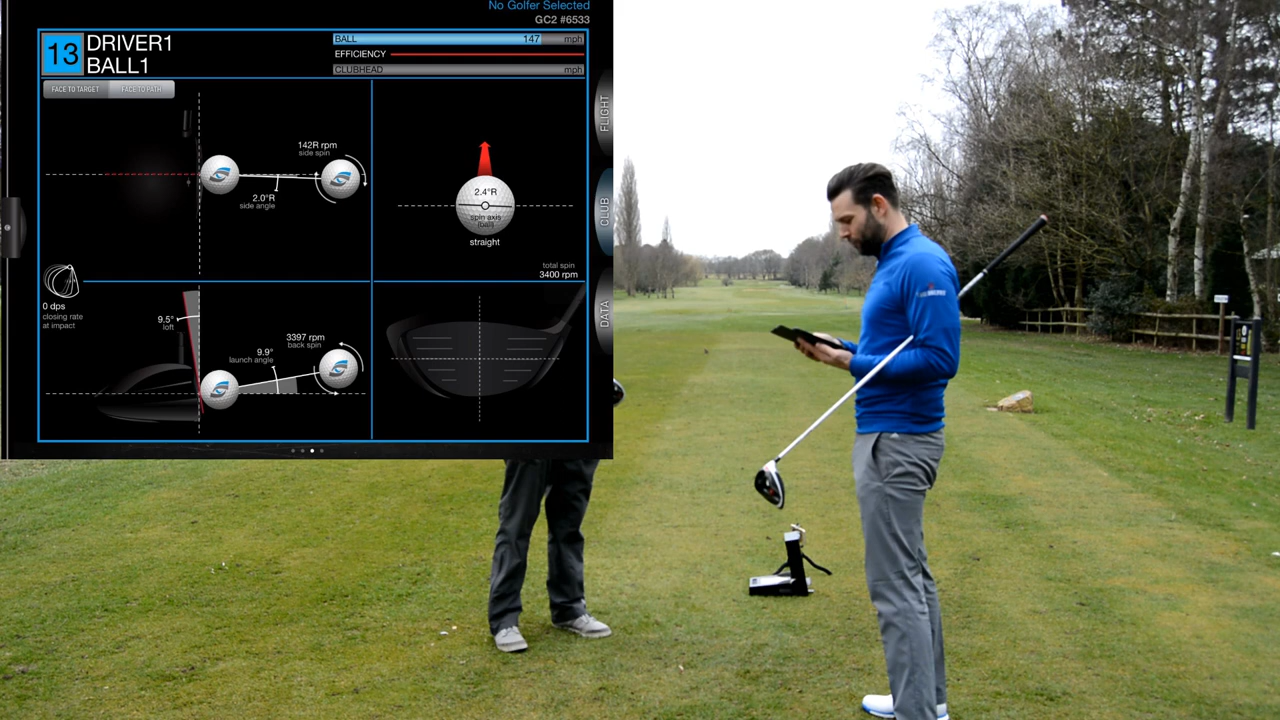 No Golfer Selected
GC2 #6533
13
DRIVER1
BALL1
BALL 147 mph
EFFICIENCY
CLUBHEAD mph
FACE TO TARGET FACE TO PATH
142R rpm
side spin
2.0°R
side angle
2.4°R
spin axis
(ball)
straight
total spin
3400 rpm
0 dps
closing rate
at impact
9.5°
loft
3397 rpm
back spin
9.9°
launch angle
FLIGHT
CLUB
DATA